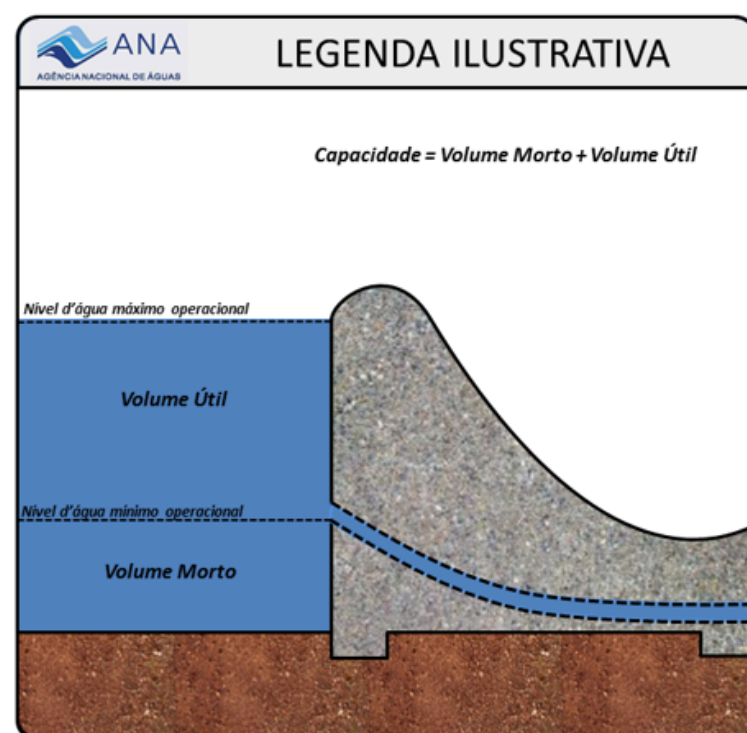 ANA
AGÊNCIA NACIONAL DE ÁGUAS
LEGENDA ILUSTRATIVA
Capacidade = Volume Morto + Volume Útil
Nível d'água máximo operacional
Volume Útil
Nível d'água mínimo operacional
Volume Morto